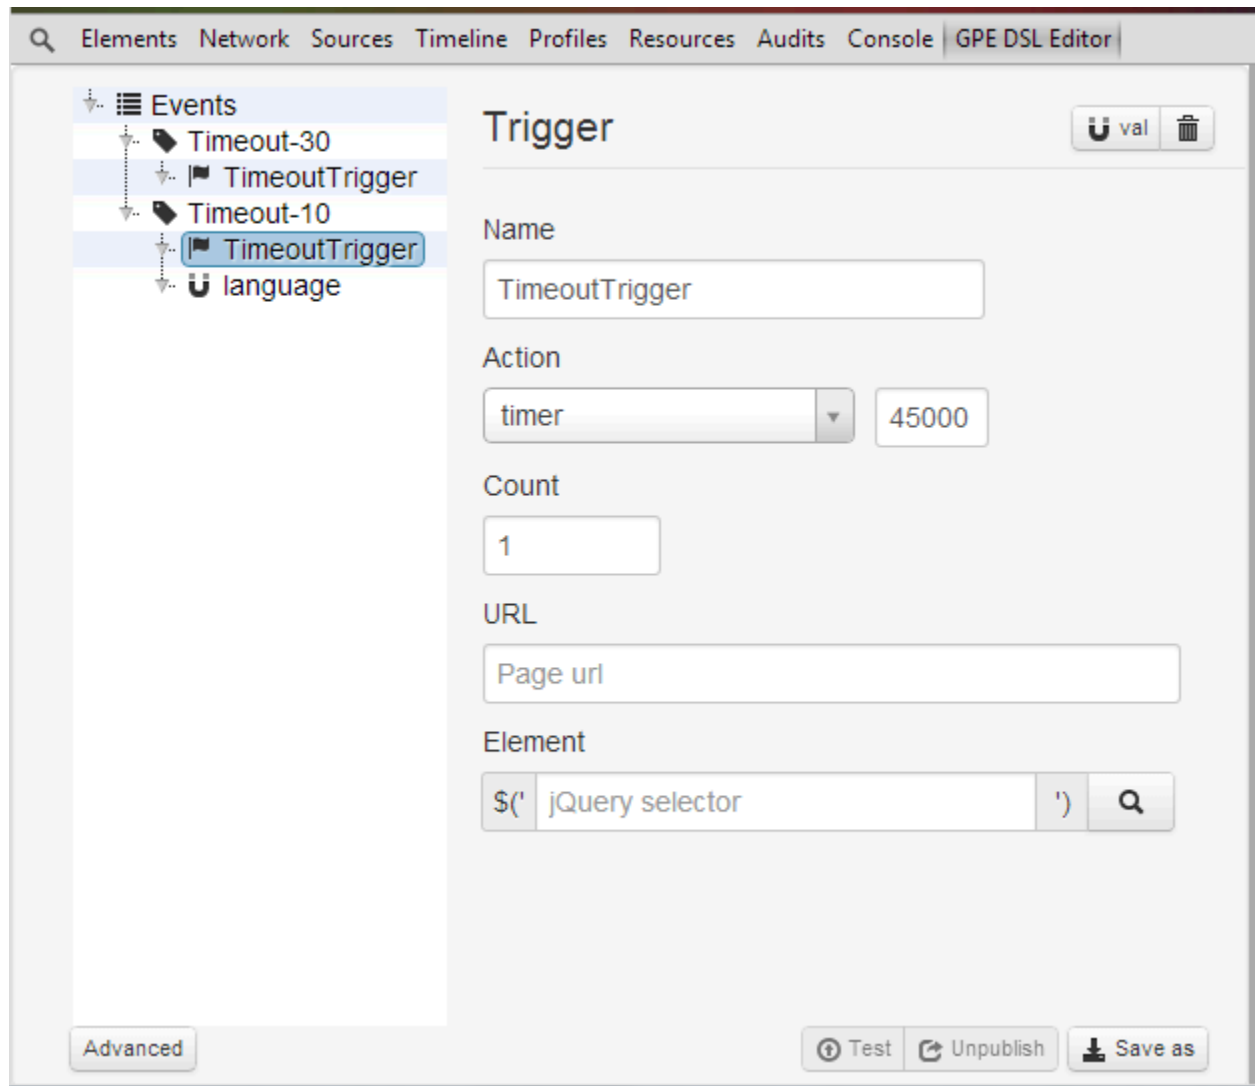 Elements Network Sources Timeline Profiles Resources Audits Console GPE DSL Editor
Events
Timeout-30
TimeoutTrigger
Timeout-10
TimeoutTrigger
language
Trigger
val
Name
TimeoutTrigger
Action
timer
45000
Count
1
URL
Page url
Element
$(' jQuery selector ')
Advanced
Test
Unpublish
Save as